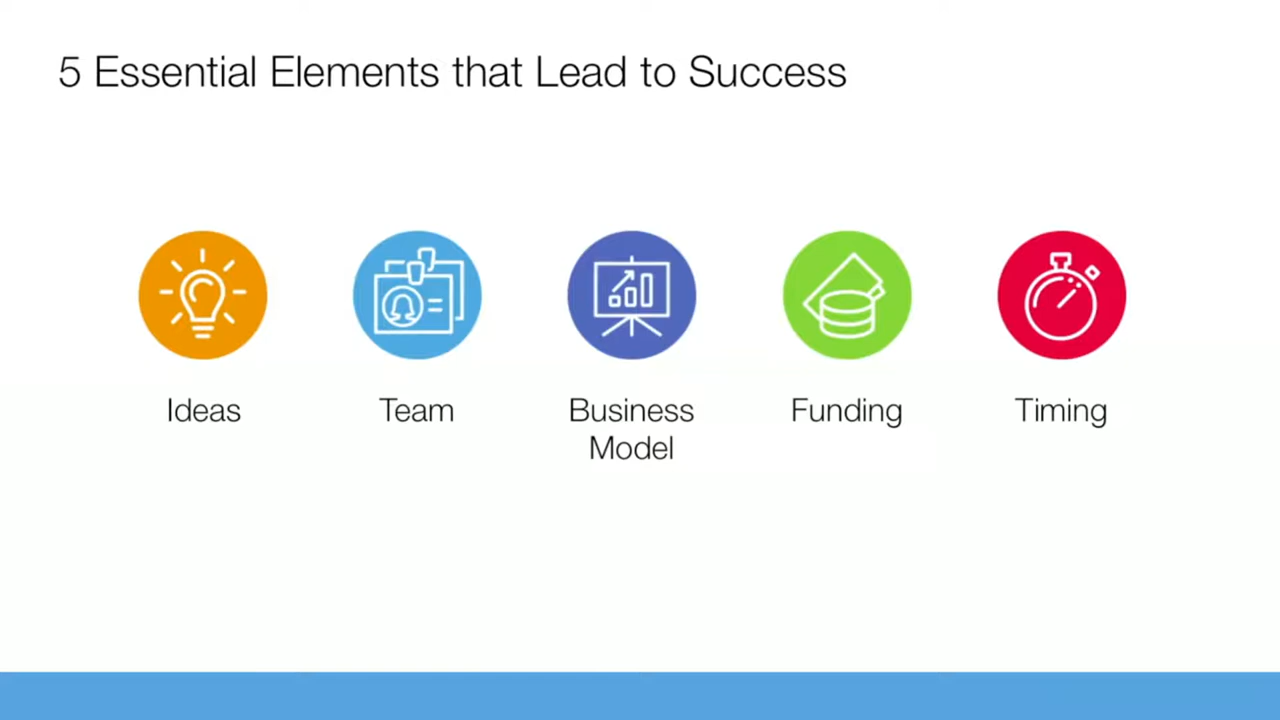 5 Essential Elements that Lead to Success
Ideas
Team
Business
Model
Funding
Timing